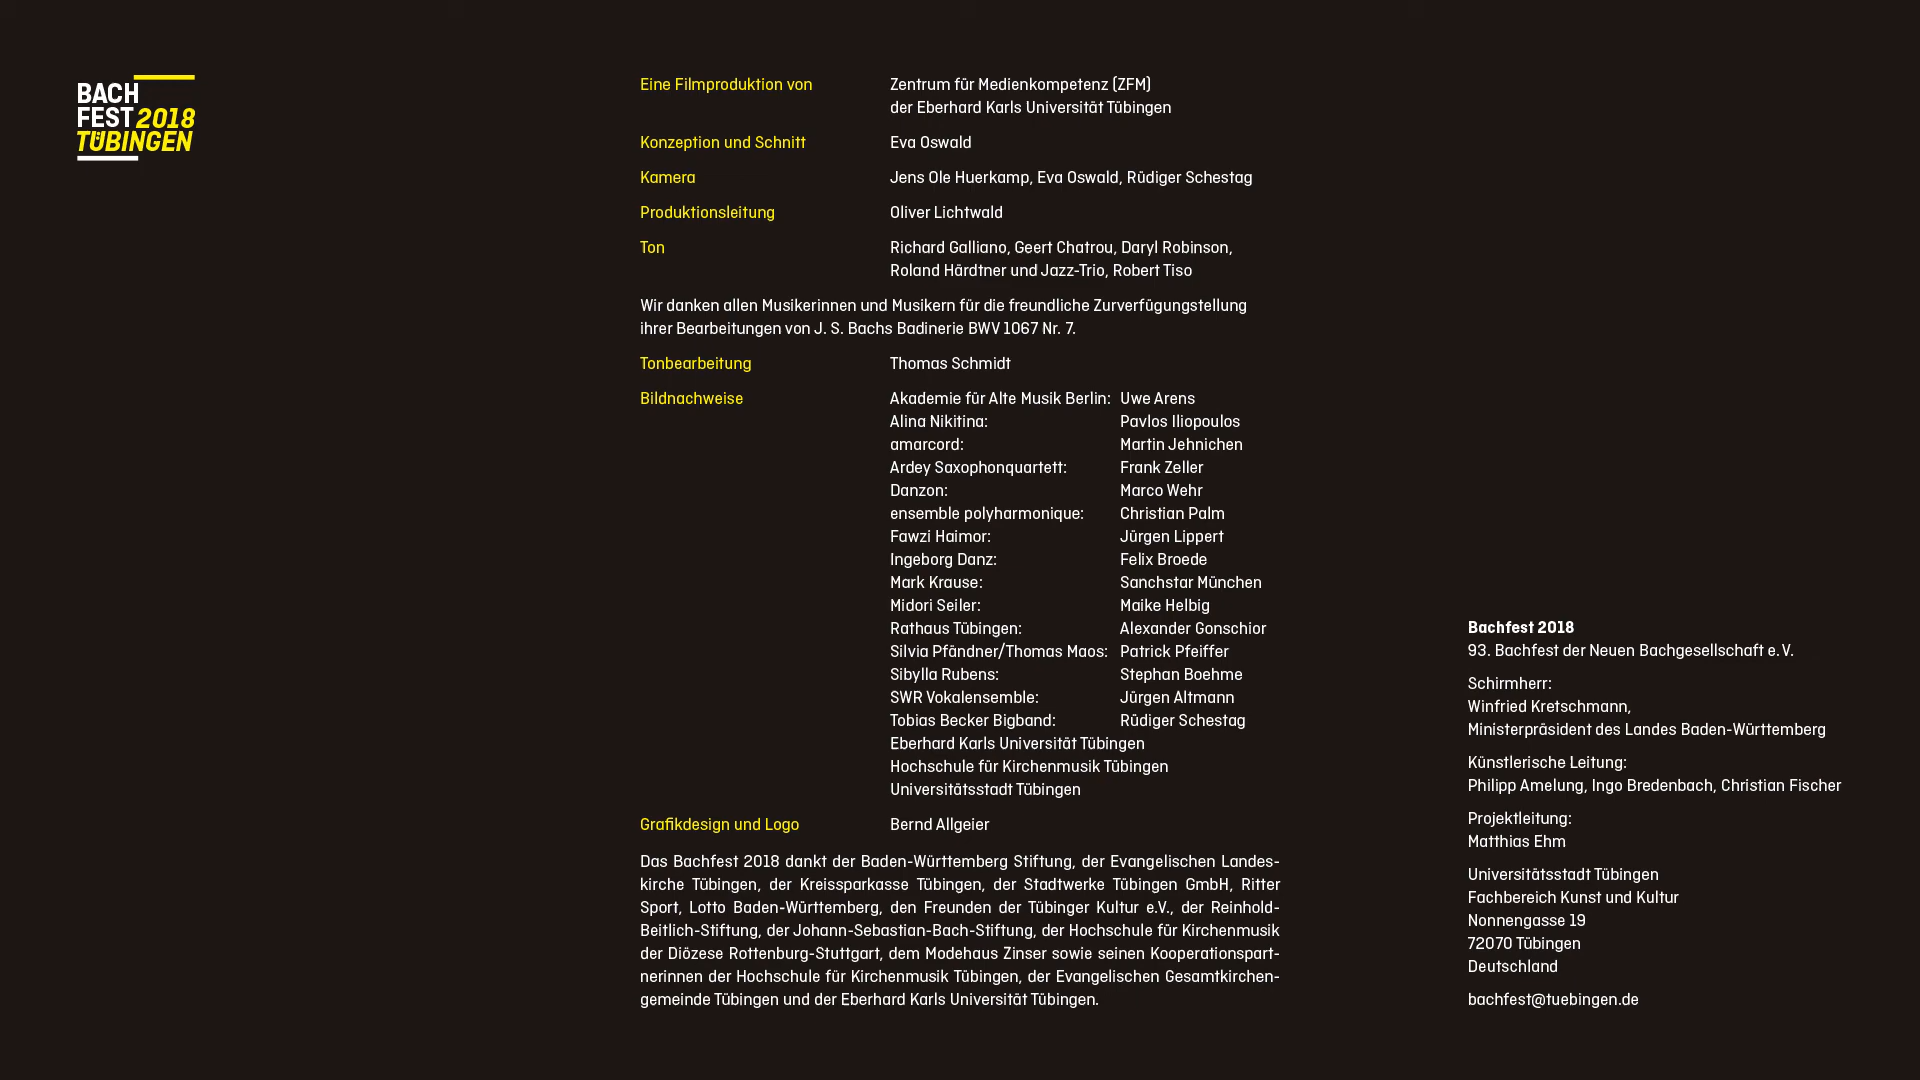 BACH
FEST 2018
TÜBINGEN
Eine Filmproduktion von Zentrum für Medienkompetenz (ZFM)
der Eberhard Karls Universität Tübingen
Konzeption und Schnitt Eva Oswald
Kamera Jens Ole Huerkamp, Eva Oswald, Rüdiger Schestag
Produktionsleitung Oliver Lichtwald
Ton Richard Galliano, Geert Chatrou, Daryl Robinson,
Roland Härdtner und Jazz-Trio, Robert Tiso
Wir danken allen Musikerinnen und Musikern für die freundliche Zurverfügungstellung
ihrer Bearbeitungen von J. S. Bachs Badinerie BWV 1067 Nr. 7.
Tonbearbeitung Thomas Schmidt
Bildnachweise Akademie für Alte Musik Berlin: Uwe Arens
Alina Nikitina: Pavlos Iliopoulos
amarcord: Martin Jehnichen
Ardey Saxophonquartett: Frank Zeller
Danzon: Marco Wehr
ensemble polyharmonique: Christian Palm
Fawzi Haimor: Jürgen Lippert
Ingeborg Danz: Felix Broede
Mark Krause: Sanchstar München
Midori Seiler: Maike Helbig
Rathaus Tübingen: Alexander Gonschior
Silvia Pfändner/Thomas Maos: Patrick Pfeiffer
Sibylla Rubens: Stephan Boehme
SWR Vokalensemble: Jürgen Altmann
Tobias Becker Bigband: Rüdiger Schestag
Eberhard Karls Universität Tübingen
Hochschule für Kirchenmusik Tübingen
Universitätsstadt Tübingen
Grafikdesign und Logo Bernd Allgeier
Das Bachfest 2018 dankt der Baden-Württemberg Stiftung, der Evangelischen Landes-
kirche Tübingen, der Kreissparkasse Tübingen, der Stadtwerke Tübingen GmbH, Ritter
Sport, Lotto Baden-Württemberg, den Freunden der Tübinger Kultur e.V., der Reinhold-
Beitlich-Stiftung, der Johann-Sebastian-Bach-Stiftung, der Hochschule für Kirchenmusik
der Diözese Rottenburg-Stuttgart, dem Modehaus Zinser sowie seinen Kooperationspart-
nerinnen der Hochschule für Kirchenmusik Tübingen, der Evangelischen Gesamtkirchen-
gemeinde Tübingen und der Eberhard Karls Universität Tübingen.
Bachfest 2018
93. Bachfest der Neuen Bachgesellschaft e. V.
Schirmherr:
Winfried Kretschmann,
Ministerpräsident des Landes Baden-Württemberg
Künstlerische Leitung:
Philipp Amelung, Ingo Bredenbach, Christian Fischer
Projektleitung:
Matthias Ehm
Universitätsstadt Tübingen
Fachbereich Kunst und Kultur
Nonnengasse 19
72070 Tübingen
Deutschland
bachfest@tuebingen.de